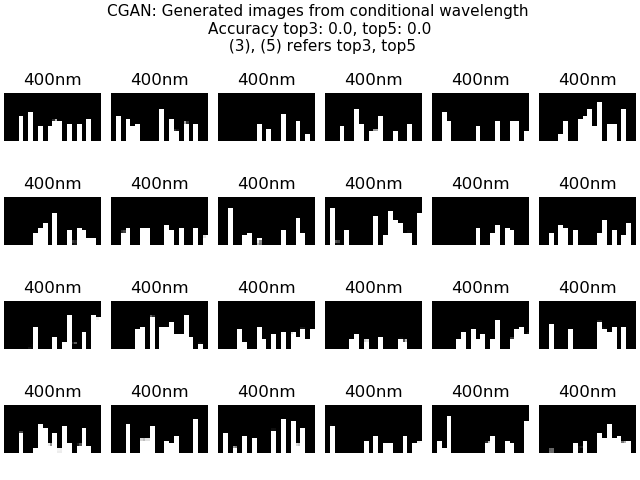 CGAN: Generated images from conditional wavelength
Accuracy top3: 0.0, top5: 0.0
(3), (5) refers top3, top5
400nm 400nm 400nm 400nm 400nm 400nm
400nm 400nm 400nm 400nm 400nm 400nm
400nm 400nm 400nm 400nm 400nm 400nm
400nm 400nm 400nm 400nm 400nm 400nm